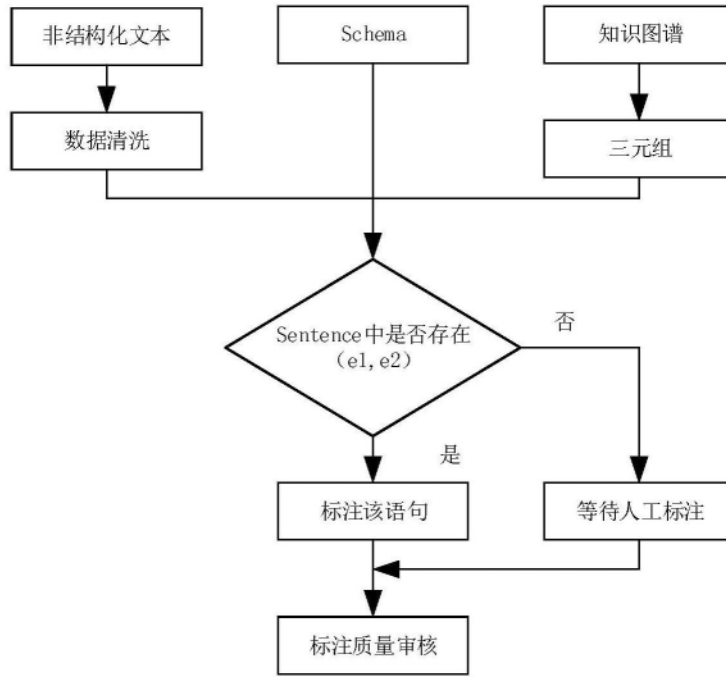 非结构化文本
Schema
知识图谱
数据清洗
三元组
Sentence中是否存在
（e1,e2）
否
是
标注该语句
等待人工标注
标注质量审核